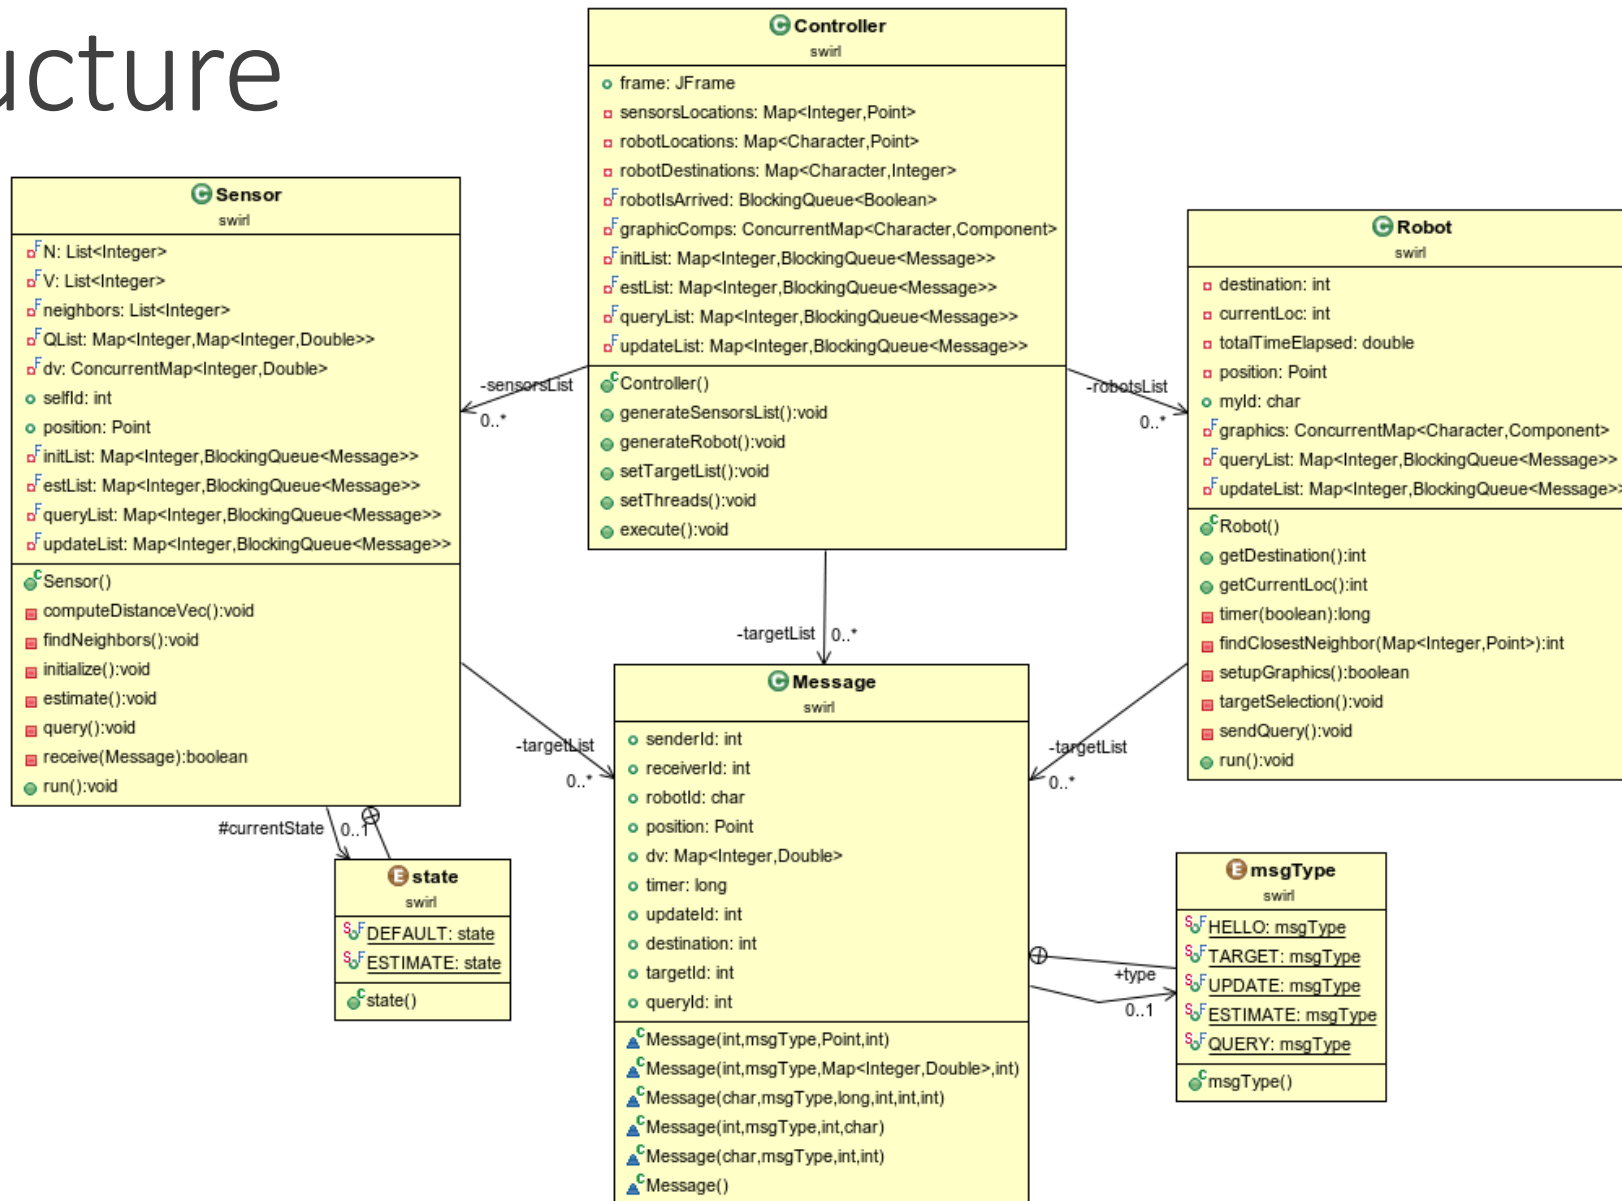 ucture
Controller
swirl
frame: JFrame
sensorsLocations: Map<Integer,Point>
robotLocations: Map<Character,Point>
robotDestinations: Map<Character,Integer>
robotIsArrived: BlockingQueue<Boolean>
graphicComps: ConcurrentMap<Character,Component>
initList: Map<Integer,BlockingQueue<Message>>
estList: Map<Integer,BlockingQueue<Message>>
queryList: Map<Integer,BlockingQueue<Message>>
updateList: Map<Integer,BlockingQueue<Message>>
Controller()
generateSensorsList():void
generateRobot():void
setTargetList():void
setThreads():void
execute():void
Sensor
swirl
N: List<Integer>
V: List<Integer>
neighbors: List<Integer>
QList: Map<Integer,Map<Integer,Double>>
dv: ConcurrentMap<Integer,Double>
selfId: int
position: Point
initList: Map<Integer,BlockingQueue<Message>>
estList: Map<Integer,BlockingQueue<Message>>
queryList: Map<Integer,BlockingQueue<Message>>
updateList: Map<Integer,BlockingQueue<Message>>
Sensor()
computeDistanceVec():void
findNeighbors():void
initialize():void
estimate():void
query():void
receive(Message):boolean
run():void
-sensorsList
0..*
-robotsList
0..*
Robot
swirl
destination: int
currentLoc: int
totalTimeElapsed: double
position: Point
myId: char
graphics: ConcurrentMap<Character,Component>
queryList: Map<Integer,BlockingQueue<Message>>
updateList: Map<Integer,BlockingQueue<Message>>
Robot()
getDestination():int
getCurrentLoc():int
timer(boolean):long
findClosestNeighbor(Map<Integer,Point>):int
setupGraphics():boolean
targetSelection():void
sendQuery():void
run():void
-targetList 0..*
-targetList
0..*
-targetList
0..*
Message
swirl
senderId: int
receiverId: int
robotId: char
position: Point
dv: Map<Integer,Double>
timer: long
updateId: int
destination: int
targetId: int
queryId: int
Message(int,msgType,Point,int)
Message(int,msgType,Map<Integer,Double>,int)
Message(char,msgType,long,int,int,int)
Message(int,msgType,int,char)
Message(char,msgType,int,int)
Message()
#currentState 0..1
state
swirl
DEFAULT: state
ESTIMATE: state
state()
+type
0..1
msgType
swirl
HELLO: msgType
TARGET: msgType
UPDATE: msgType
ESTIMATE: msgType
QUERY: msgType
msgType()